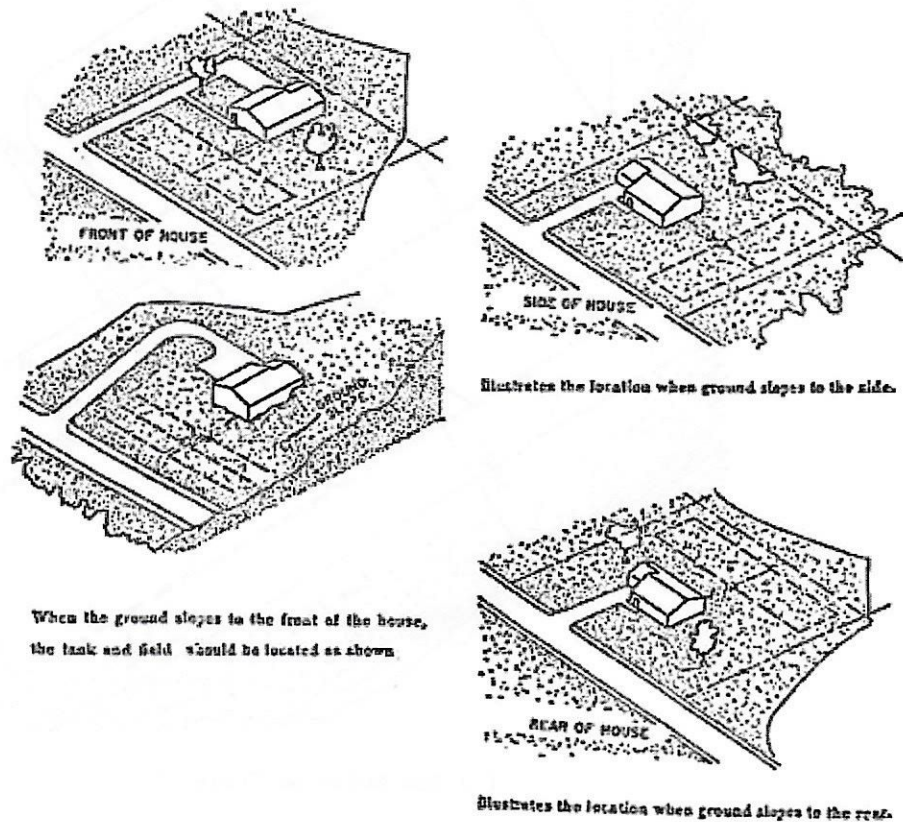 FRONT OF HOUSE
GROUND
SLOPE
When the ground slopes to the front of the house,
the tank and field should be located as shown
SIDE OF HOUSE
Illustrates the location when ground slopes to the side.
REAR OF HOUSE
Illustrates the location when ground slopes to the rear.